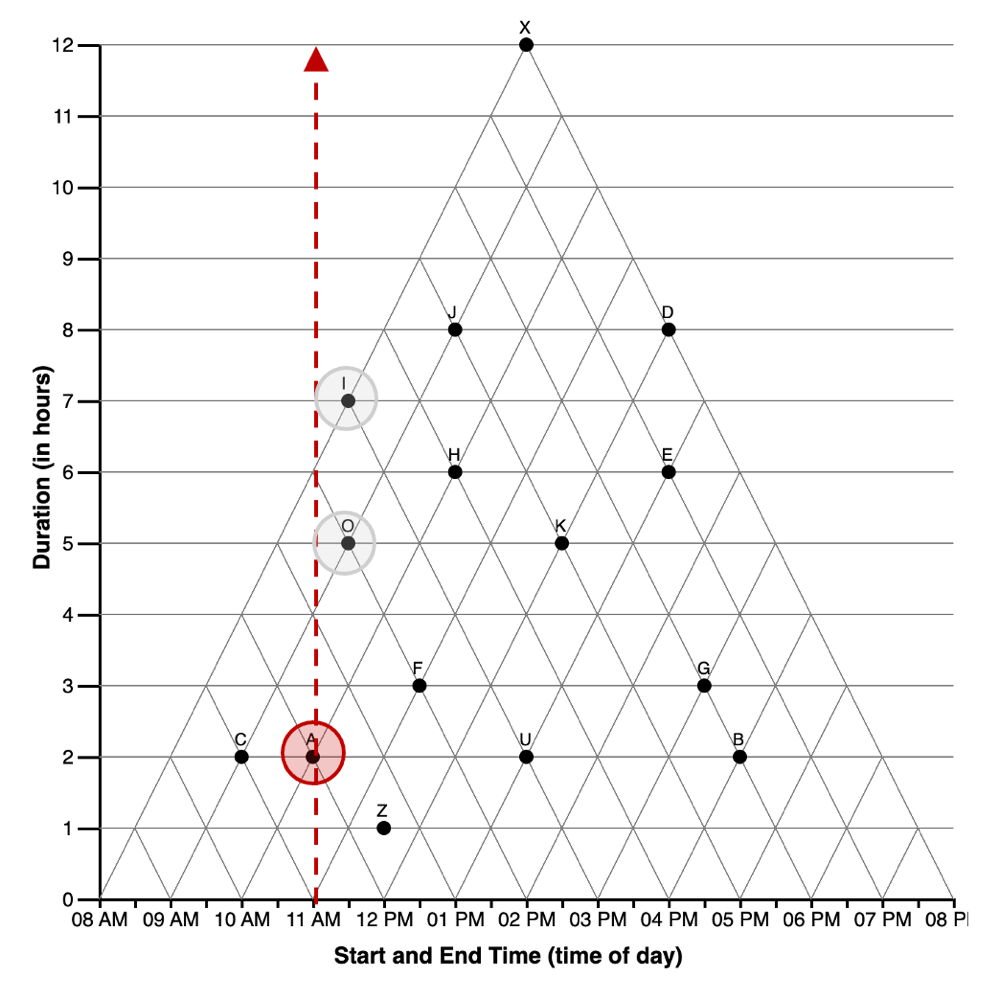 X
12
11
10
9
J
D
8
I
7
H
E
6
O
K
5
4
F
G
3
C
A
U
B
2
Z
1
0
Duration (in hours)
08 AM 09 AM 10 AM 11 AM 12 PM 01 PM 02 PM 03 PM 04 PM 05 PM 06 PM 07 PM 08 P
Start and End Time (time of day)